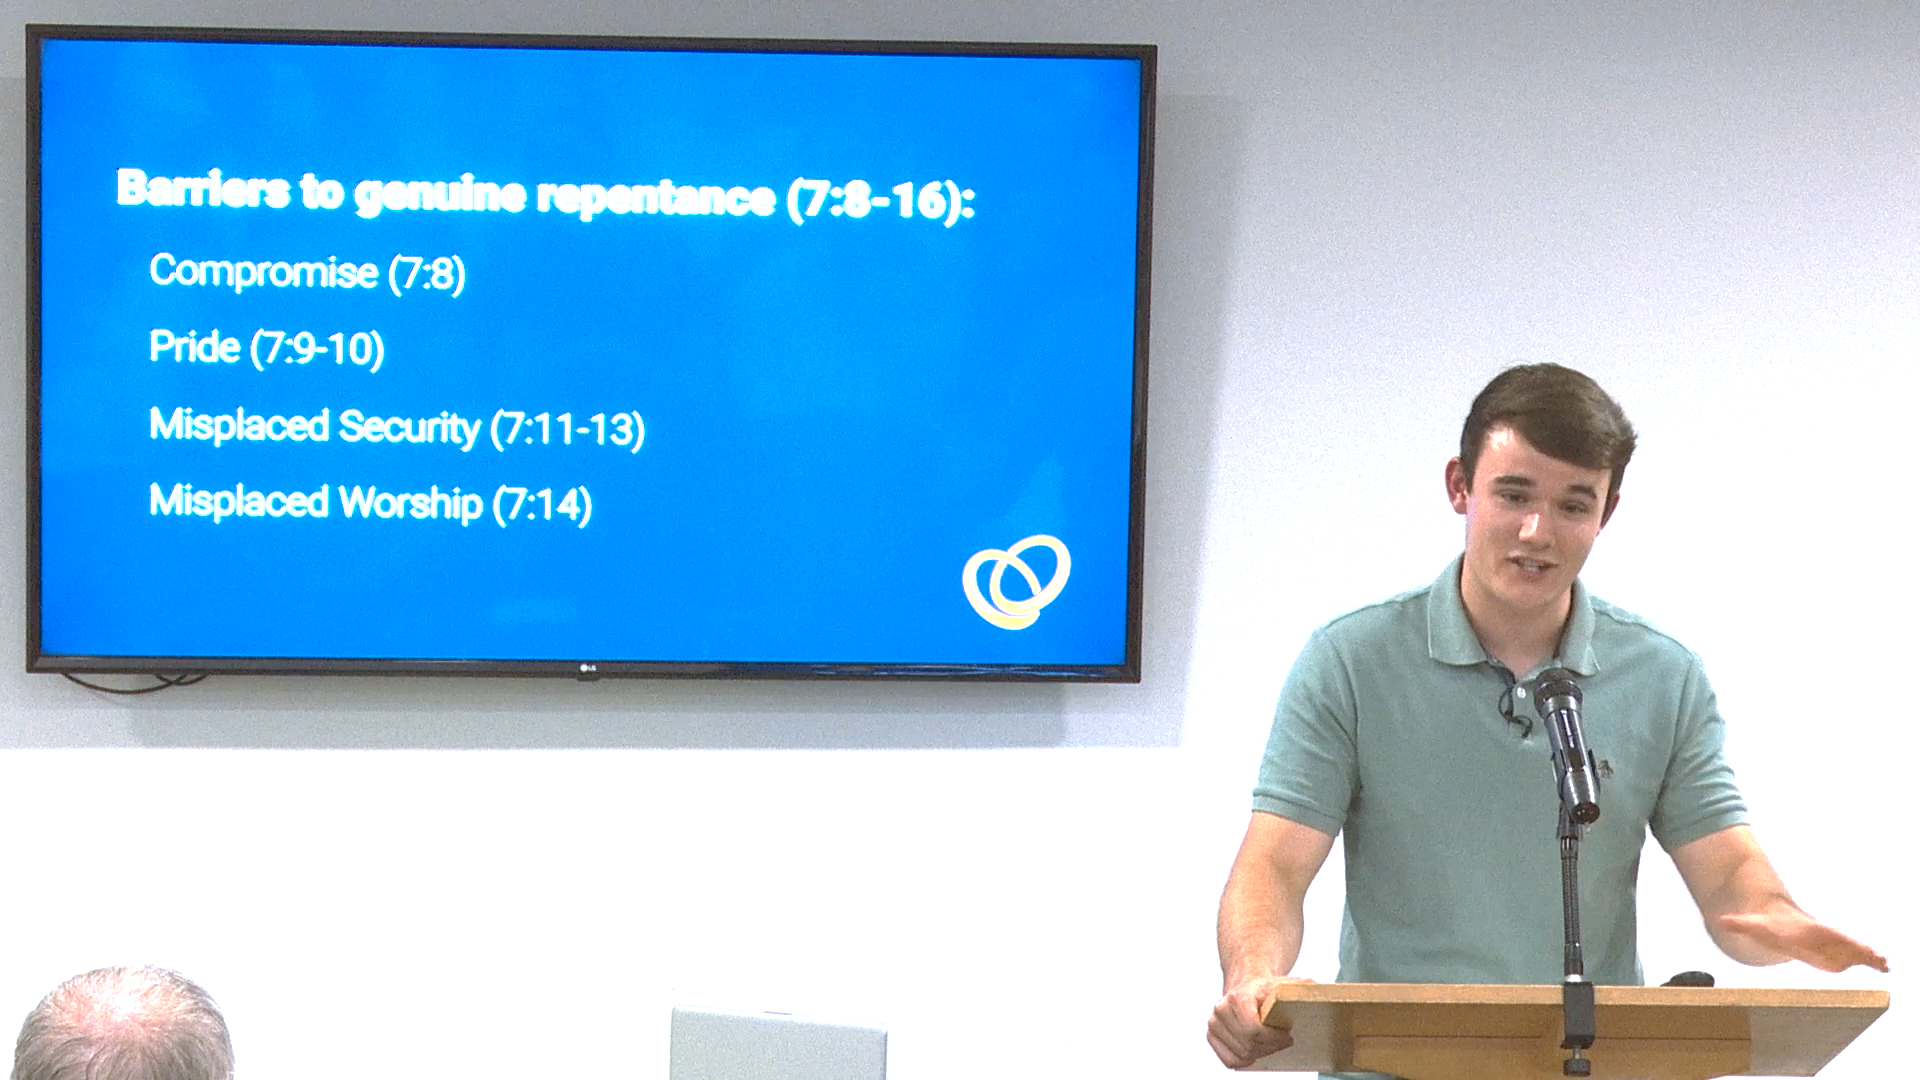 Barriers to genuine repentance (7:8-16):
Compromise (7:8)
Pride (7:9-10)
Misplaced Security (7:11-13)
Misplaced Worship (7:14)
LG